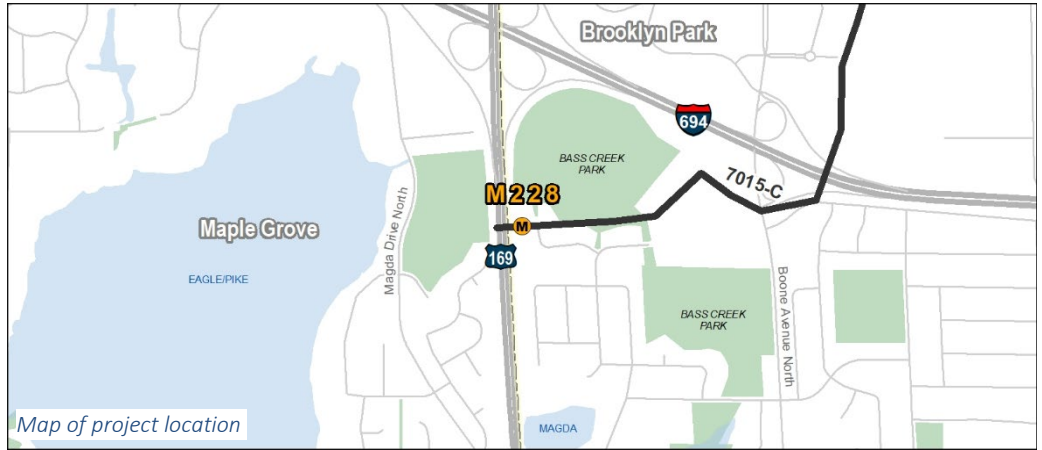 Brooklyn Park
694
BASS CREEK
PARK
7015-C
M228
Maple Grove
Magda Drive North
M
169
EAGLE/PIKE
Boone Avenue North
BASS CREEK
PARK
Map of project location
MAGDA